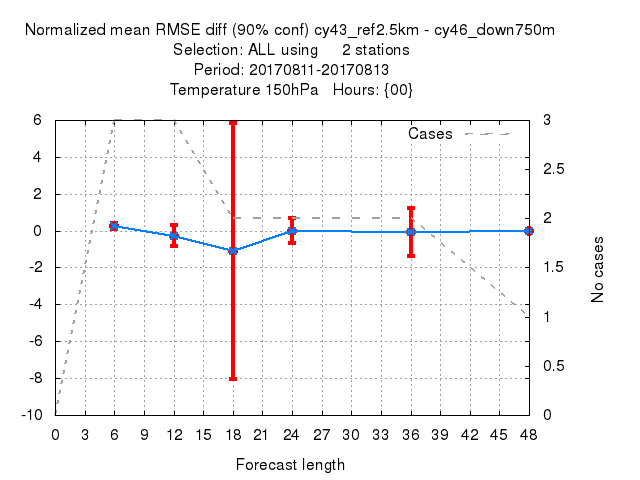 Normalized mean RMSE diff (90% conf) cy43_ref2.5km - cy46_down750m
Selection: ALL using     2 stations
Period: 20170811-20170813
Temperature 150hPa   Hours: {00}
Cases
6
4
2
0
-2
-4
-6
-8
-10
3
2.5
2
1.5
1
0.5
0
No cases
0 3 6 9 12 15 18 21 24 27 30 33 36 39 42 45 48
Forecast length